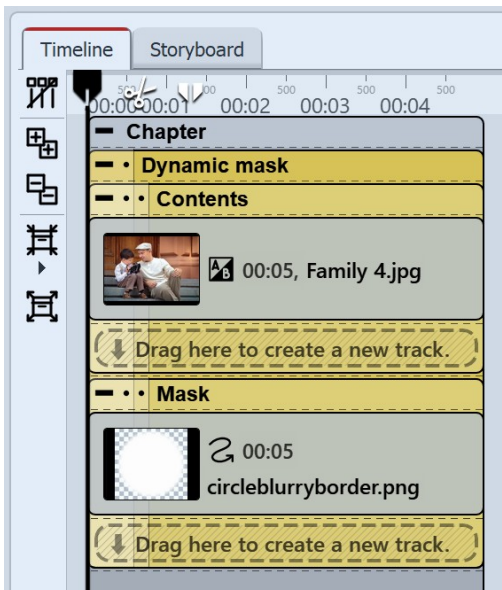 Timeline Storyboard
500 500 500 500 500
00:00 00:01 00:02 00:03 00:04
Chapter
Dynamic mask
Contents
00:05, Family 4.jpg
Drag here to create a new track.
Mask
00:05
circleblurryborder.png
Drag here to create a new track.